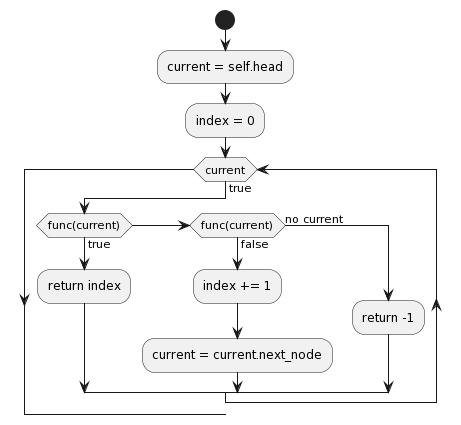 current = self.head
index = 0
current
true
func(current)
func(current)
no current
true
false
return index
index += 1
return -1
current = current.next_node